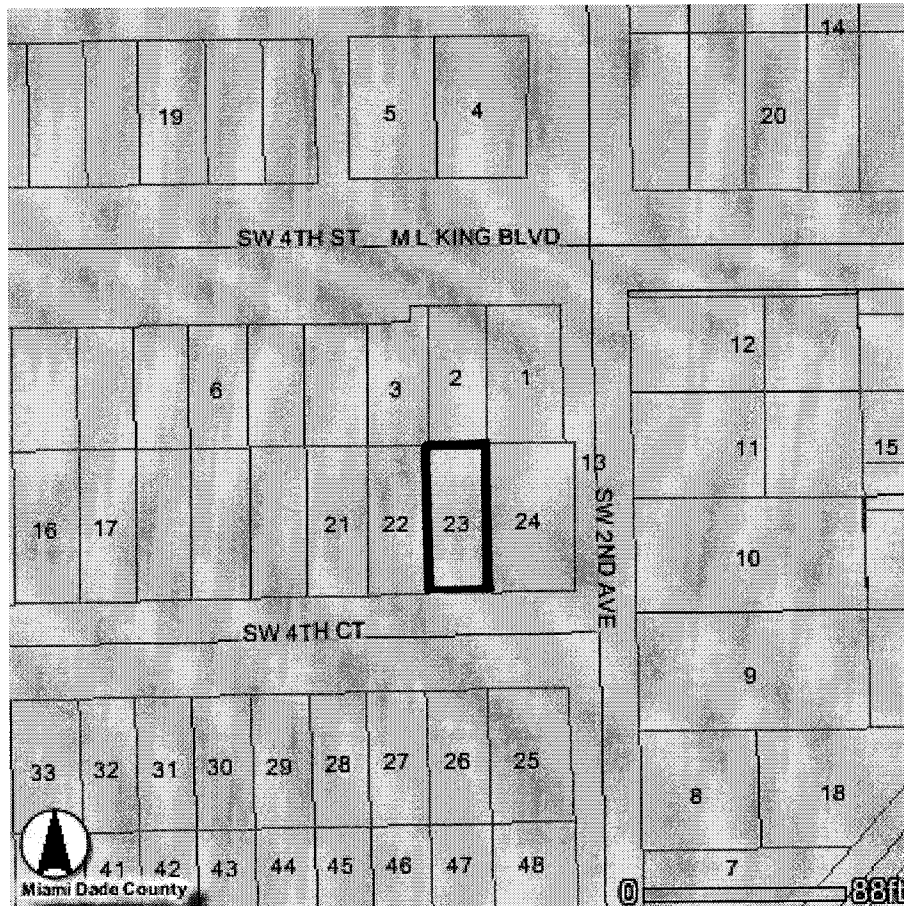 14
19 5 4 20
SW 4TH ST M L KING BLVD
12
6 3 2 1
11 15
13
16 17 21 22 23 24
SW 2ND AVE
10
SW 4TH CT
9
33 32 31 30 29 28 27 26 25
8 18
41 42 43 44 45 46 47 48
7
Miami Dade County
0 88ft